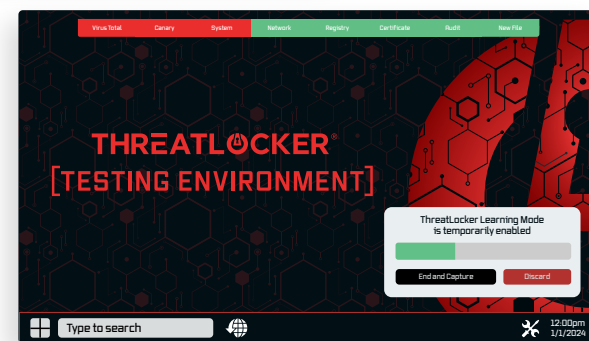 Virus Total Canary System Network Registry Certificate Audit New File
THREATLOCKER®
[TESTING ENVIRONMENT]
ThreatLocker Learning Mode
is temporarily enabled
End and Capture Discard
Type to search
12:00pm
1/1/2024